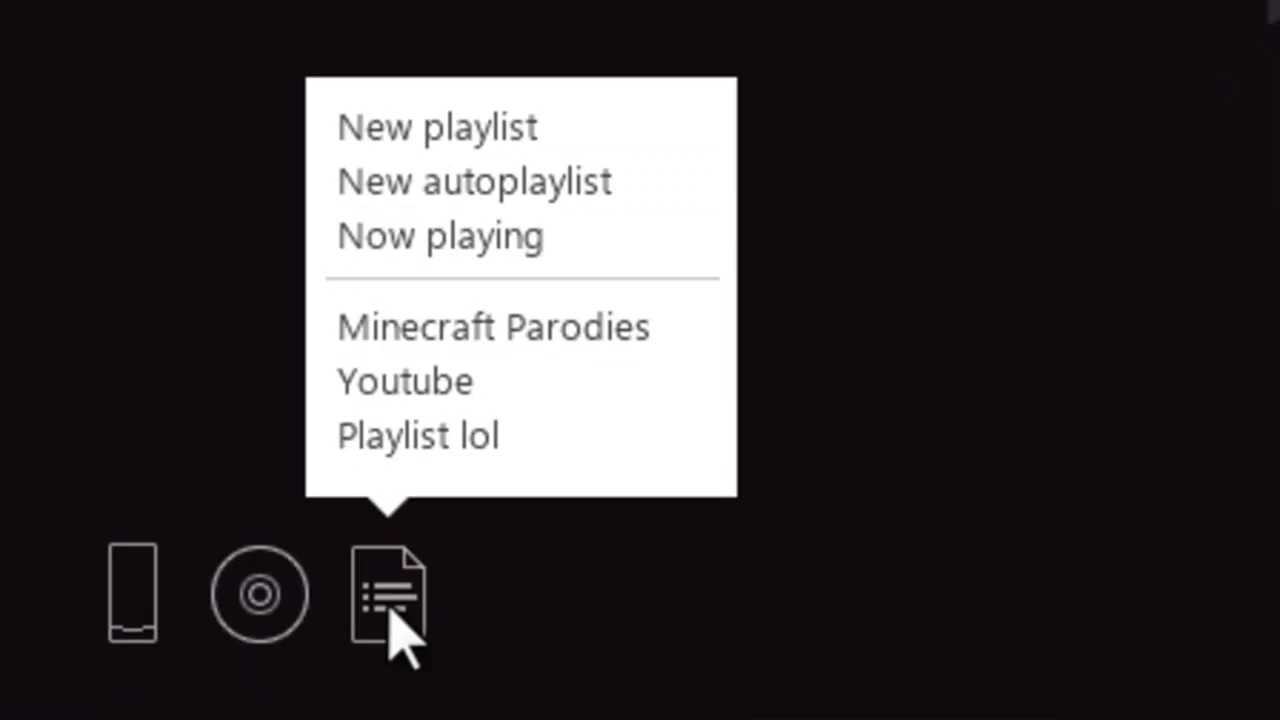 New playlist
New autoplaylist
Now playing
Minecraft Parodies
Youtube
Playlist lol